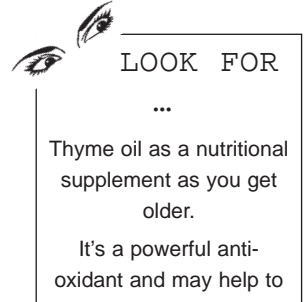 LOOK FOR
...
Thyme oil as a nutritional
supplement as you get
older.
It's a powerful anti-
oxidant and may help to